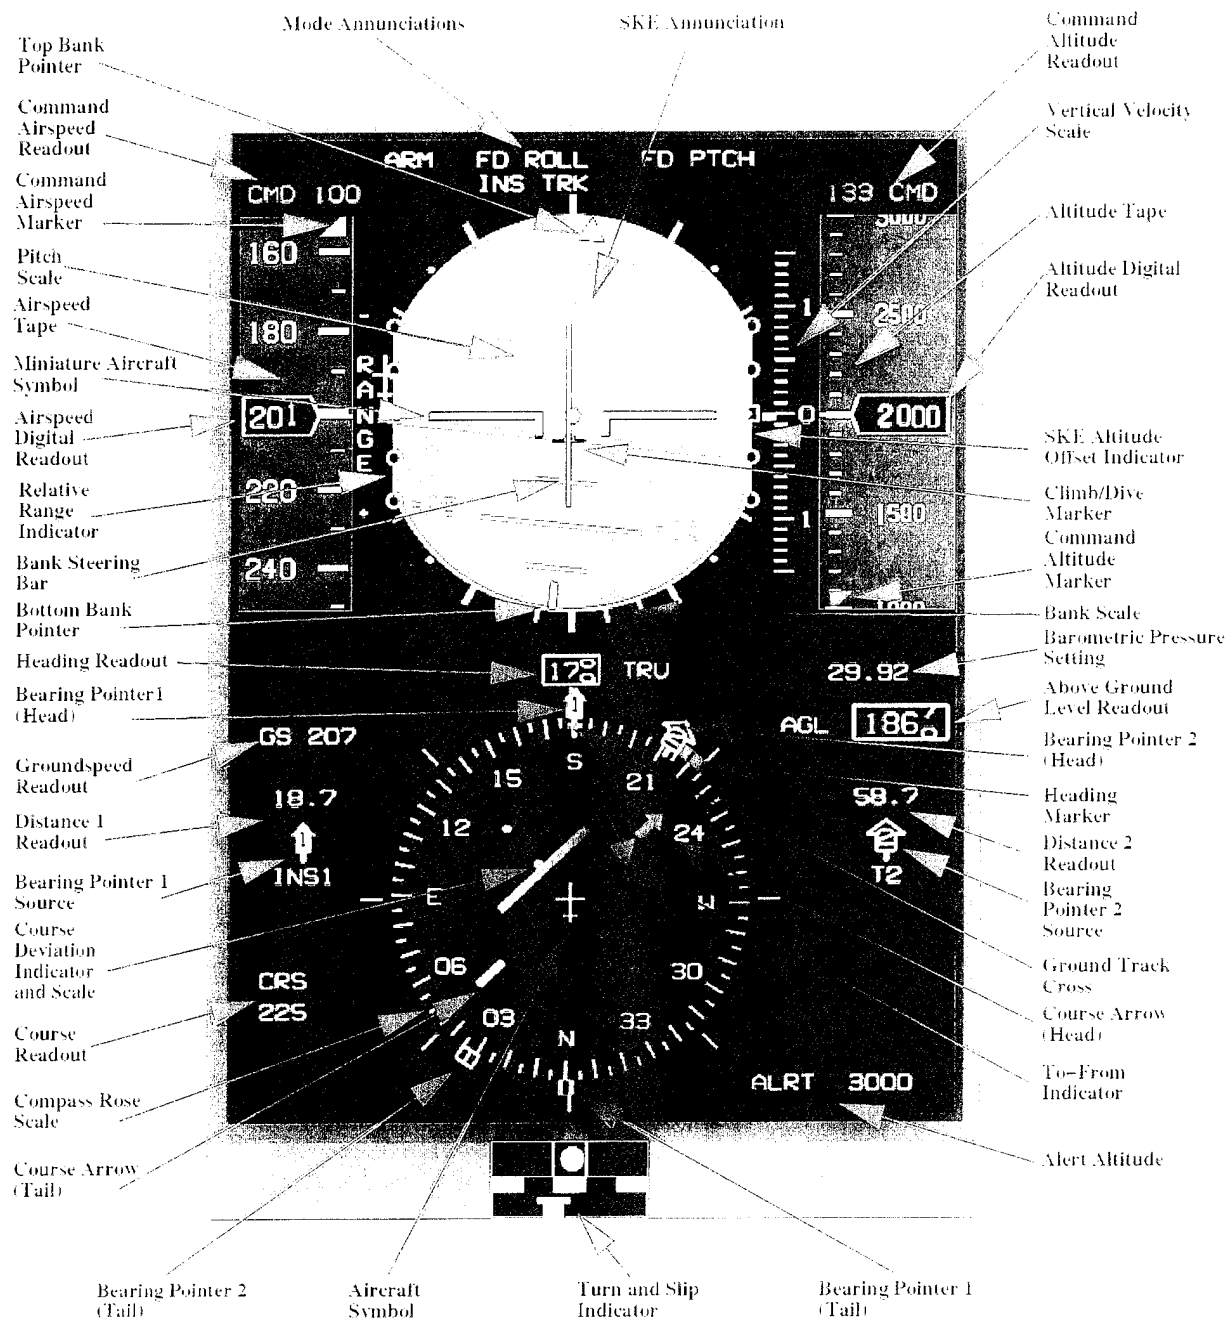 Mode Annunciations
SKE Annunciation
Command
Altitude
Readout
Top Bank
Pointer
Command
Airspeed
Readout
Vertical Velocity
Scale
Command
Airspeed
Marker
Altitude Tape
Pitch
Scale
Altitude Digital
Readout
Airspeed
Tape
Miniature Aircraft
Symbol
Airspeed
Digital
Readout
SKE Altitude
Offset Indicator
Relative
Range
Indicator
Climb/Dive
Marker
Command
Altitude
Marker
Bank Steering
Bar
Bottom Bank
Pointer
Bank Scale
Barometric Pressure
Setting
Heading Readout
Bearing Pointer1
(Head)
Above Ground
Level Readout
Bearing Pointer 2
(Head)
Groundspeed
Readout
Heading
Marker
Distance 1
Readout
Distance 2
Readout
Bearing Pointer 1
Source
Bearing
Pointer 2
Source
Course
Deviation
Indicator
and Scale
Ground Track
Cross
Course
Readout
Course Arrow
(Head)
Compass Rose
Scale
To-From
Indicator
Course Arrow
(Tail)
Alert Altitude
Bearing Pointer 2
(Tail)
Aircraft
Symbol
Turn and Slip
Indicator
Bearing Pointer 1
(Tail)
ARM FD ROLL FD PTCH
INS TRK
CMD 100
133 CMD
160
180
201
220
240
- RANGE +
1
0
1
3000
2500
2000
1500
1000
178 TRU
29.92
AGL 186
GS 207
18.7
1
INS1
58.7
2
T2
1
2
S
21
24
W
30
33
N
03
06
E
12
15
CRS
225
ALRT 3000